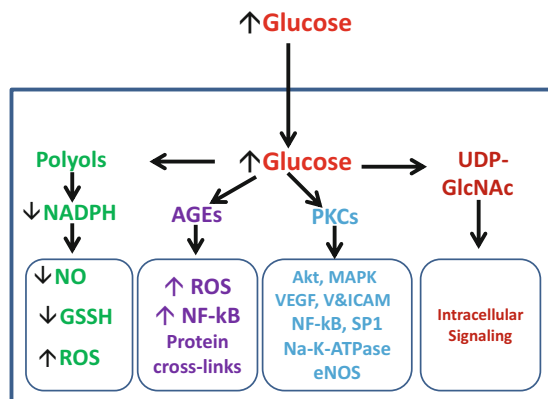 ↑ Glucose
Polyols
↑ Glucose
UDP-
GlcNAc
↓ NADPH
AGEs
PKCs
↓ NO
↓ GSSH
↑ ROS
↑ ROS
↑ NF-kB
Protein
cross-links
Akt, MAPK
VEGF, V&ICAM
NF-kB, SP1
Na-K-ATPase
eNOS
Intracellular
Signaling